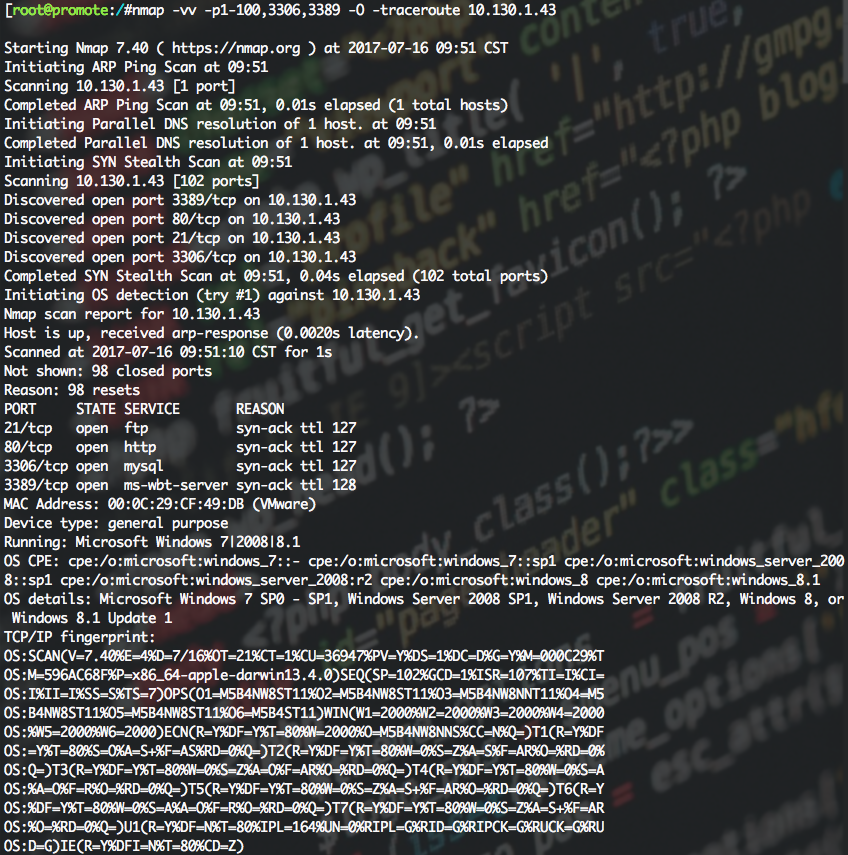 [root@promote:/#nmap -vv -p1-100,3306,3389 -O -traceroute 10.130.1.43
Starting Nmap 7.40 ( https://nmap.org ) at 2017-07-16 09:51 CST
Initiating ARP Ping Scan at 09:51
Scanning 10.130.1.43 [1 port]
Completed ARP Ping Scan at 09:51, 0.01s elapsed (1 total hosts)
Initiating Parallel DNS resolution of 1 host. at 09:51
Completed Parallel DNS resolution of 1 host. at 09:51, 0.01s elapsed
Initiating SYN Stealth Scan at 09:51
Scanning 10.130.1.43 [102 ports]
Discovered open port 3389/tcp on 10.130.1.43
Discovered open port 80/tcp on 10.130.1.43
Discovered open port 21/tcp on 10.130.1.43
Discovered open port 3306/tcp on 10.130.1.43
Completed SYN Stealth Scan at 09:51, 0.04s elapsed (102 total ports)
Initiating OS detection (try #1) against 10.130.1.43
Nmap scan report for 10.130.1.43
Host is up, received arp-response (0.0020s latency).
Scanned at 2017-07-16 09:51:10 CST for 1s
Not shown: 98 closed ports
Reason: 98 resets
PORT     STATE SERVICE       REASON
21/tcp   open  ftp           syn-ack ttl 127
80/tcp   open  http          syn-ack ttl 127
3306/tcp open  mysql         syn-ack ttl 127
3389/tcp open  ms-wbt-server syn-ack ttl 128
MAC Address: 00:0C:29:CF:49:DB (VMware)
Device type: general purpose
Running: Microsoft Windows 7|2008|8.1
OS CPE: cpe:/o:microsoft:windows_7::- cpe:/o:microsoft:windows_7::sp1 cpe:/o:microsoft:windows_server_200
8::sp1 cpe:/o:microsoft:windows_server_2008:r2 cpe:/o:microsoft:windows_8 cpe:/o:microsoft:windows_8.1
OS details: Microsoft Windows 7 SP0 - SP1, Windows Server 2008 SP1, Windows Server 2008 R2, Windows 8, or
 Windows 8.1 Update 1
TCP/IP fingerprint:
OS:SCAN(V=7.40%E=4%D=7/16%OT=21%CT=1%CU=36947%PV=Y%DS=1%DC=D%G=Y%M=000C29%T
OS:M=596AC68F%P=x86_64-apple-darwin13.4.0)SEQ(SP=102%GCD=1%ISR=107%TI=I%CI=
OS:I%II=I%SS=S%TS=7)OPS(O1=M5B4NW8ST11%O2=M5B4NW8ST11%O3=M5B4NW8NNT11%O4=M5
OS:B4NW8ST11%O5=M5B4NW8ST11%O6=M5B4ST11)WIN(W1=2000%W2=2000%W3=2000%W4=2000
OS:%W5=2000%W6=2000)ECN(R=Y%DF=Y%T=80%W=2000%O=M5B4NW8NNS%CC=N%Q=)T1(R=Y%DF
OS:=Y%T=80%S=O%A=S+%F=AS%RD=0%Q=)T2(R=Y%DF=Y%T=80%W=0%S=Z%A=S%F=AR%O=%RD=0%
OS:Q=)T3(R=Y%DF=Y%T=80%W=0%S=Z%A=O%F=AR%O=%RD=0%Q=)T4(R=Y%DF=Y%T=80%W=0%S=A
OS:%A=O%F=R%O=%RD=0%Q=)T5(R=Y%DF=Y%T=80%W=0%S=Z%A=S+%F=AR%O=%RD=0%Q=)T6(R=Y
OS:%DF=Y%T=80%W=0%S=A%A=O%F=R%O=%RD=0%Q=)T7(R=Y%DF=Y%T=80%W=0%S=Z%A=S+%F=AR
OS:%O=%RD=0%Q=)U1(R=Y%DF=N%T=80%IPL=164%UN=0%RIPL=G%RID=G%RIPCK=G%RUCK=G%RU
OS:D=G)IE(R=Y%DFI=N%T=80%CD=Z)